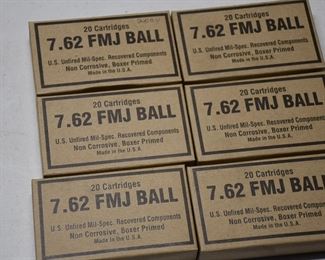 20 Cartridges
7.62 FMJ BALL
U.S. Unfired Mil-Spec. Recovered Components
Non Corrosive, Boxer Primed
Made in the U.S.A.
20 Cartridges
7.62 FMJ BALL
U.S. Unfired Mil-Spec. Recovered Components
Non Corrosive, Boxer Primed
Made in the U.S.A.
20 Cartridges
7.62 FMJ BALL
U.S. Unfired Mil-Spec. Recovered Components
Non Corrosive, Boxer Primed
Made in the U.S.A.
20 Cartridges
7.62 FMJ BALL
U.S. Unfired Mil-Spec. Recovered Components
Non Corrosive, Boxer Primed
Made in the U.S.A.
20 Cartridges
7.62 FMJ BALL
U.S. Unfired Mil-Spec. Recovered Components
Non Corrosive, Boxer Primed
Made in the U.S.A.
20 Cartridges
7.62 FMJ BALL
U.S. Unfired Mil-Spec. Recovered Components
Non Corrosive, Boxer Primed
Made in the U.S.A.